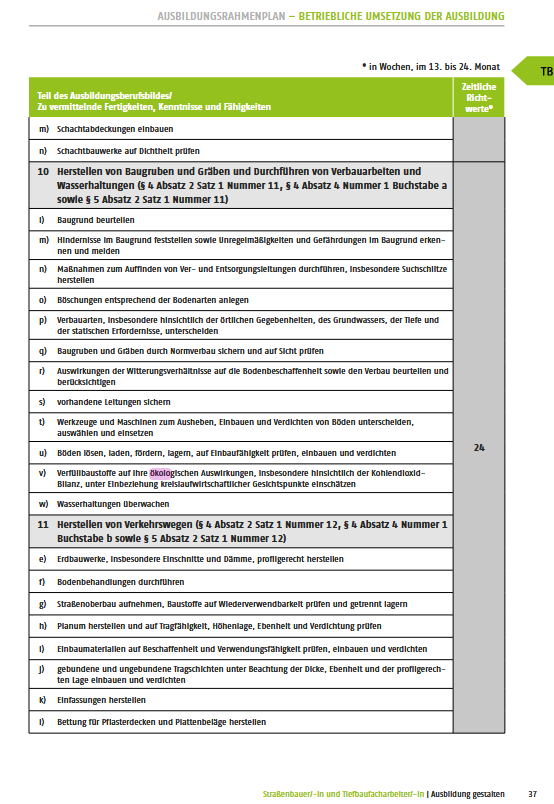 AUSBILDUNGSRAHMENPLAN – BETRIEBLICHE UMSETZUNG DER AUSBILDUNG
* in Wochen, im 13. bis 24. Monat
TB
Teil des Ausbildungsberufsbildes/
Zu vermittelnde Fertigkeiten, Kenntnisse und Fähigkeiten
Zeitliche
Richt-
werte*
m) Schachtabdeckungen einbauen
n) Schachtbauwerke auf Dichtheit prüfen
10 Herstellen von Baugruben und Gräben und Durchführen von Verbauarbeiten und
Wasserhaltungen (§ 4 Absatz 2 Satz 1 Nummer 11, § 4 Absatz 4 Nummer 1 Buchstabe a
sowie § 5 Absatz 2 Satz 1 Nummer 11)
l) Baugrund beurteilen
m) Hindernisse im Baugrund feststellen sowie Unregelmäßigkeiten und Gefährdungen im Baugrund erken-
nen und melden
n) Maßnahmen zum Auffinden von Ver- und Entsorgungsleitungen durchführen, insbesondere Suchschlitze
herstellen
o) Böschungen entsprechend der Bodenarten anlegen
p) Verbauarten, insbesondere hinsichtlich der örtlichen Gegebenheiten, des Grundwassers, der Tiefe und
der statischen Erfordernisse, unterscheiden
q) Baugruben und Gräben durch Normverbau sichern und auf Sicht prüfen
r) Auswirkungen der Witterungsverhältnisse auf die Bodenbeschaffenheit sowie den Verbau beurteilen und
berücksichtigen
s) vorhandene Leitungen sichern
t) Werkzeuge und Maschinen zum Ausheben, Einbauen und Verdichten von Böden unterscheiden,
auswählen und einsetzen
u) Böden lösen, laden, fördern, lagern, auf Einbaufähigkeit prüfen, einbauen und verdichten
24
v) Verfüllbaustoffe auf ihre ökologischen Auswirkungen, insbesondere hinsichtlich der Kohlendioxid-
Bilanz, unter Einbeziehung kreislaufwirtschaftlicher Gesichtspunkte einschätzen
w) Wasserhaltungen überwachen
11 Herstellen von Verkehrswegen (§ 4 Absatz 2 Satz 1 Nummer 12, § 4 Absatz 4 Nummer 1
Buchstabe b sowie § 5 Absatz 2 Satz 1 Nummer 12)
e) Erdbauwerke, insbesondere Einschnitte und Dämme, profilgerecht herstellen
f) Bodenbehandlungen durchführen
g) Straßenoberbau aufnehmen, Baustoffe auf Wiederverwendbarkeit prüfen und getrennt lagern
h) Planum herstellen und auf Tragfähigkeit, Höhenlage, Ebenheit und Verdichtung prüfen
i) Einbaumaterialien auf Beschaffenheit und Verwendungsfähigkeit prüfen, einbauen und verdichten
j) gebundene und ungebundene Tragschichten unter Beachtung der Dicke, Ebenheit und der profilgerech-
ten Lage einbauen und verdichten
k) Einfassungen herstellen
l) Bettung für Pflasterdecken und Plattenbeläge herstellen
Straßenbauer/-in und Tiefbaufacharbeiter/-in | Ausbildung gestalten 37